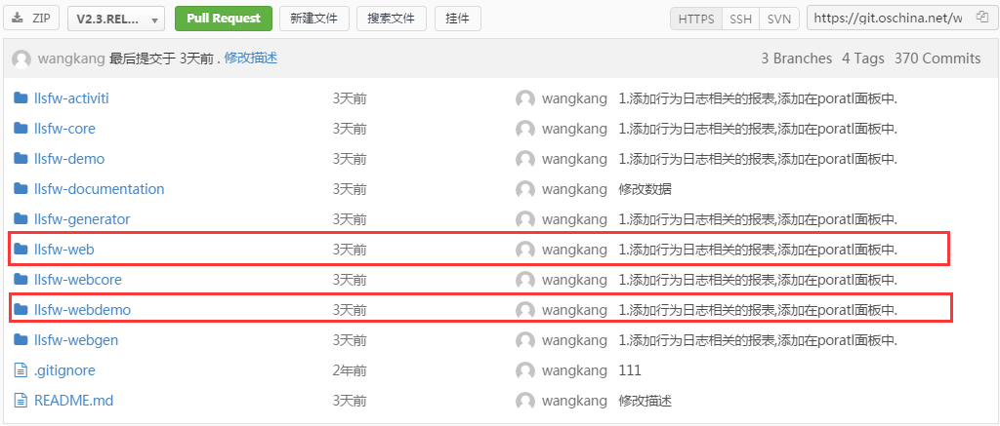 ZIP V2.3.REL... Pull Request 新建文件 搜索文件 挂件 HTTPS SSH SVN https://git.oschina.net/w
wangkang 最后提交于 3天前 . 修改描述 3 Branches 4 Tags 370 Commits
llsfw-activiti 3天前 wangkang 1.添加行为日志相关的报表,添加在poratl面板中.
llsfw-core 3天前 wangkang 1.添加行为日志相关的报表,添加在poratl面板中.
llsfw-demo 3天前 wangkang 1.添加行为日志相关的报表,添加在poratl面板中.
llsfw-documentation 3天前 wangkang 修改数据
llsfw-generator 3天前 wangkang 1.添加行为日志相关的报表,添加在poratl面板中.
llsfw-web 3天前 wangkang 1.添加行为日志相关的报表,添加在poratl面板中.
llsfw-webcore 3天前 wangkang 1.添加行为日志相关的报表,添加在poratl面板中.
llsfw-webdemo 3天前 wangkang 1.添加行为日志相关的报表,添加在poratl面板中.
llsfw-webgen 3天前 wangkang 1.添加行为日志相关的报表,添加在poratl面板中.
.gitignore 2年前 wangkang 111
README.md 3天前 wangkang 修改描述